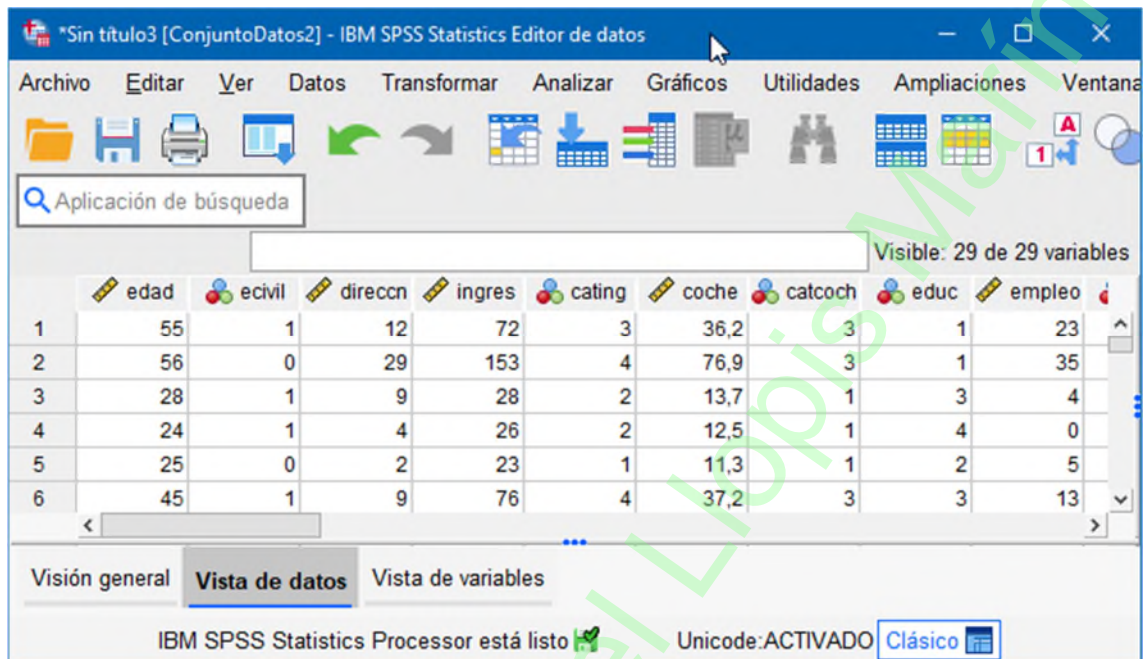 *Sin título3 [ConjuntoDatos2] - IBM SPSS Statistics Editor de datos
Archivo Editar Ver Datos Transformar Analizar Gráficos Utilidades Ampliaciones Ventana
A
1
μ
Aplicación de búsqueda
Visible: 29 de 29 variables
edad ecivil direccn ingres cating coche catcoch educ empleo
1 55 1 12 72 3 36,2 3 1 23
2 56 0 29 153 4 76,9 3 1 35
3 28 1 9 28 2 13,7 1 3 4
4 24 1 4 26 2 12,5 1 4 0
5 25 0 2 23 1 11,3 1 2 5
6 45 1 9 76 4 37,2 3 3 13
Visión general Vista de datos Vista de variables
IBM SPSS Statistics Processor está listo Unicode:ACTIVADO Clásico
el Llopis Marín